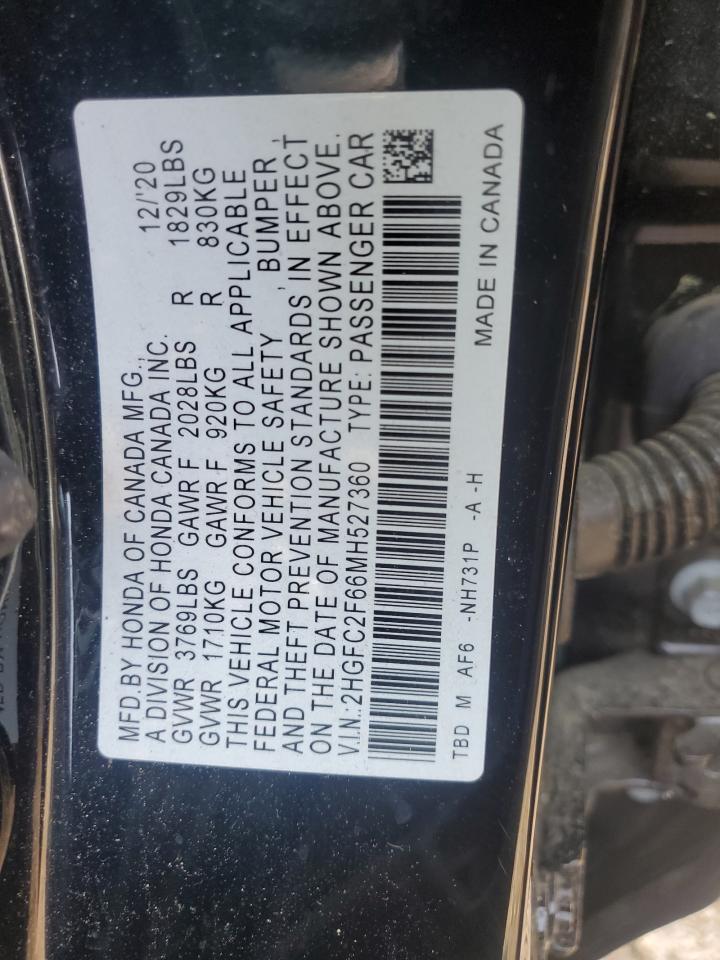 MFD.BY HONDA OF CANADA MFG., 12/'20
A DIVISION OF HONDA CANADA INC.
GVWR 3769LBS GAWR F 2028LBS R 1829LBS
GVWR 1710KG GAWR F 920KG R 830KG
THIS VEHICLE CONFORMS TO ALL APPLICABLE
FEDERAL MOTOR VEHICLE SAFETY , BUMPER ,
AND THEFT PREVENTION STANDARDS IN EFFECT
ON THE DATE OF MANUFACTURE SHOWN ABOVE.
V.I.N.: 2HGFC2F66MH527360 TYPE: PASSENGER CAR
TBD M AF6 -NH731P -A -H MADE IN CANADA